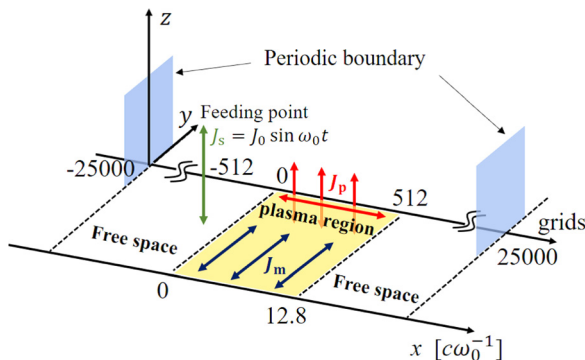 z
Periodic boundary
y
Feeding point
J_s = J_0 sin ω_0 t
-25000
-512
0
J_p
512
grids
plasma region
Free space
J_m
Free space
25000
0
12.8
x [cω_0^{-1}]